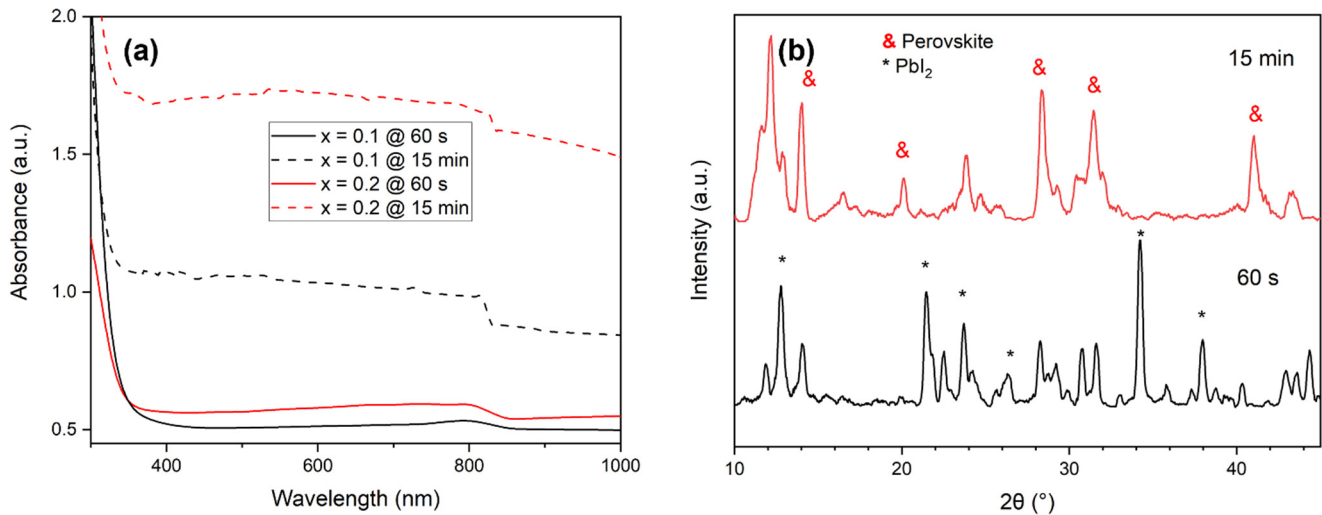 (a)
2.0
1.5
1.0
0.5
Absorbance (a.u.)
x = 0.1 @ 60 s
x = 0.1 @ 15 min
x = 0.2 @ 60 s
x = 0.2 @ 15 min
400
600
800
1000
Wavelength (nm)
(b)
& Perovskite
* PbI₂
15 min
&
&
&
&
&
60 s
*
*
*
*
*
*
Intensity (a.u.)
10
20
30
40
2θ (°)